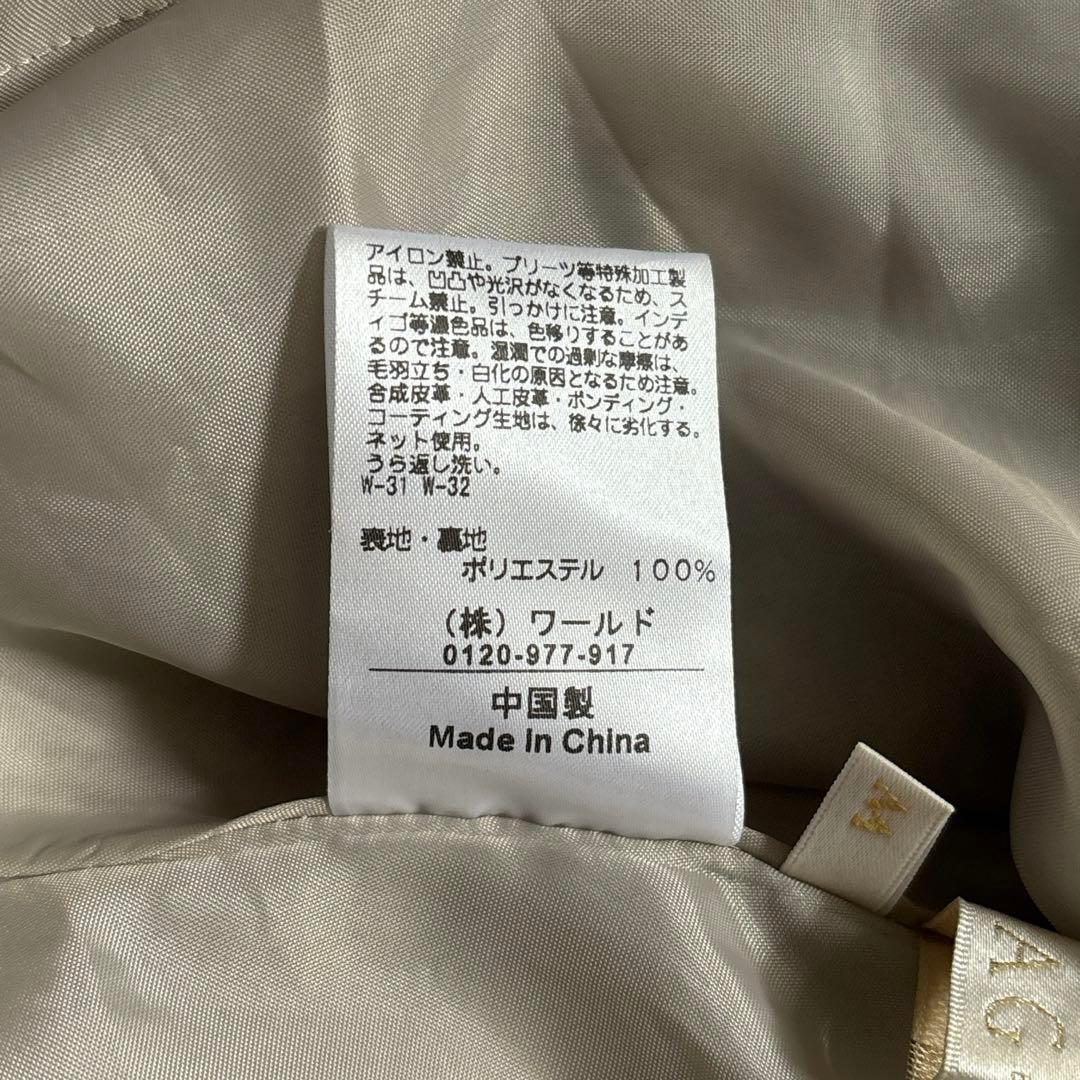 アイロン禁止。プリーツ等特殊加工製
品は、凹凸や光沢がなくなるため、ス
チーム禁止。引っかけに注意。インデ
ィゴ等濃色品は、色移りすることがあ
るので注意。湿潤での過剰な摩擦は、
毛羽立ち・白化の原因となるため注意。
合成皮革・人工皮革・ボンディング・
コーティング生地は、徐々に劣化する。
ネット使用。
うら返し洗い。
W-31 W-32
表地・裏地
ポリエステル 100%
(株) ワールド
0120-977-917
中国製
Made in China
M
AG